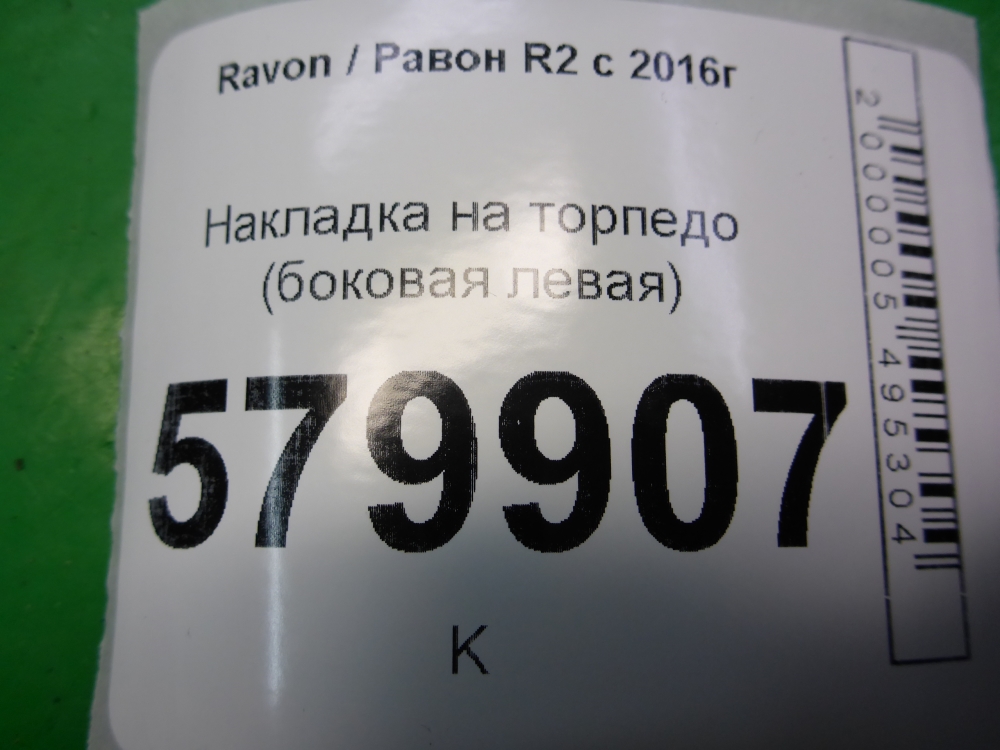 Ravon / Равон R2 с 2016г
Накладка на торпедо
(боковая левая)
579907
К
2000005495304